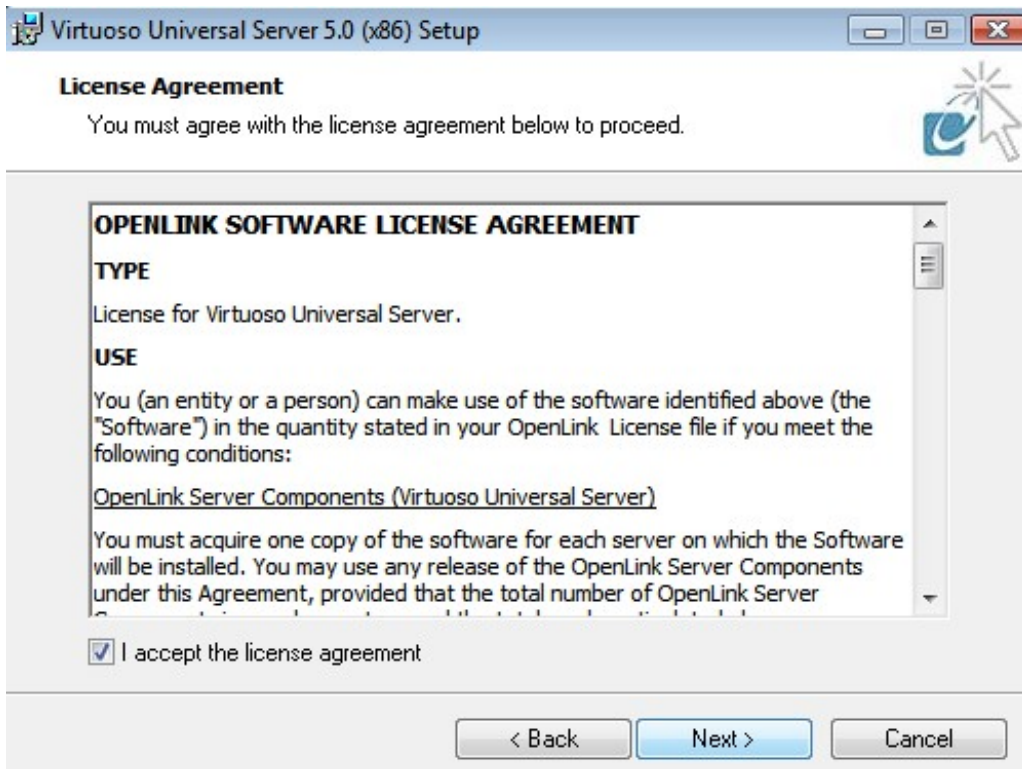 Virtuoso Universal Server 5.0 (x86) Setup
License Agreement
You must agree with the license agreement below to proceed.
OPENLINK SOFTWARE LICENSE AGREEMENT
TYPE
License for Virtuoso Universal Server.
USE
You (an entity or a person) can make use of the software identified above (the
"Software") in the quantity stated in your OpenLink License file if you meet the
following conditions:
OpenLink Server Components (Virtuoso Universal Server)
You must acquire one copy of the software for each server on which the Software
will be installed. You may use any release of the OpenLink Server Components
under this Agreement, provided that the total number of OpenLink Server
I accept the license agreement
< Back
Next >
Cancel